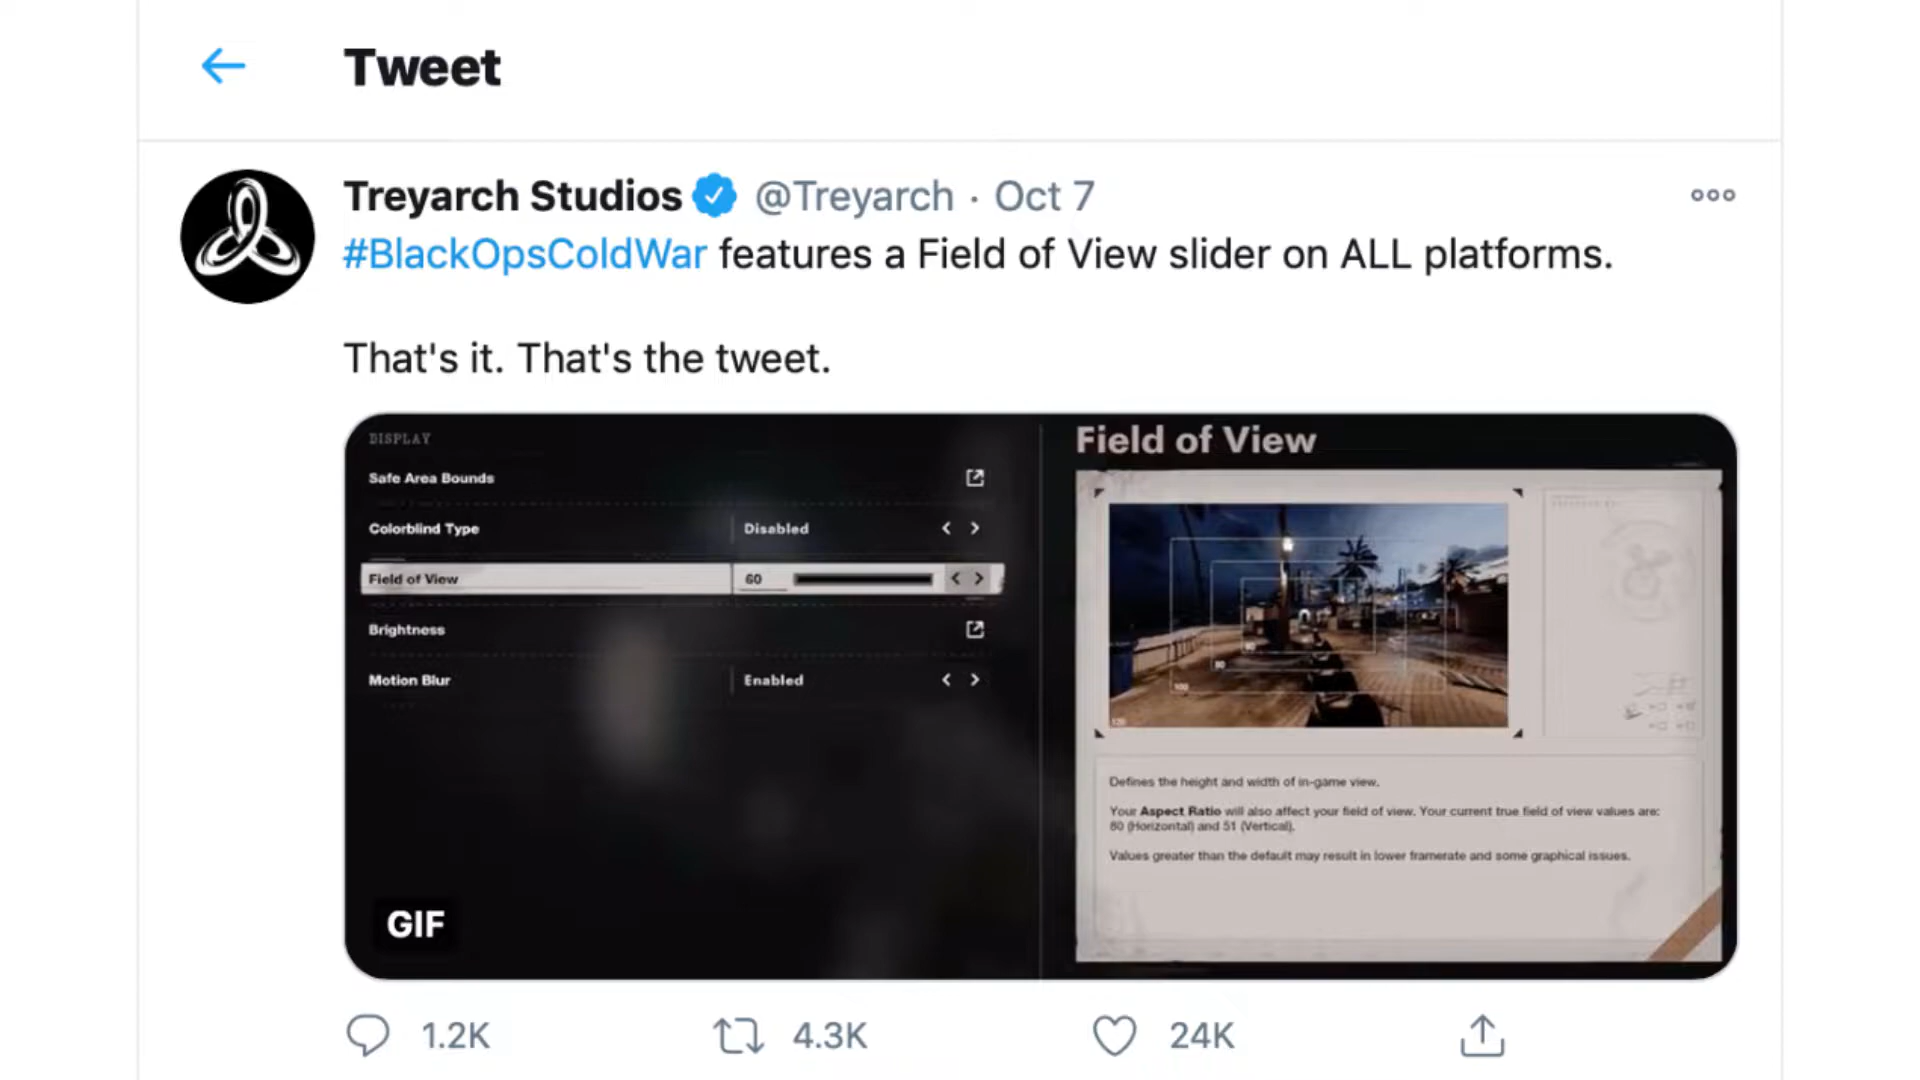 Tweet
Treyarch Studios @Treyarch · Oct 7
#BlackOpsColdWar features a Field of View slider on ALL platforms.
That's it. That's the tweet.
DISPLAY
Safe Area Bounds
Colorblind Type Disabled
Field of View 60
Brightness
Motion Blur Enabled
GIF
Field of View
80
100
120
Defines the height and width of in-game view.
Your Aspect Ratio will also affect your field of view. Your current true field of view values are:
80 (Horizontal) and 51 (Vertical).
Values greater than the default may result in lower framerate and some graphical issues.
1.2K 4.3K 24K